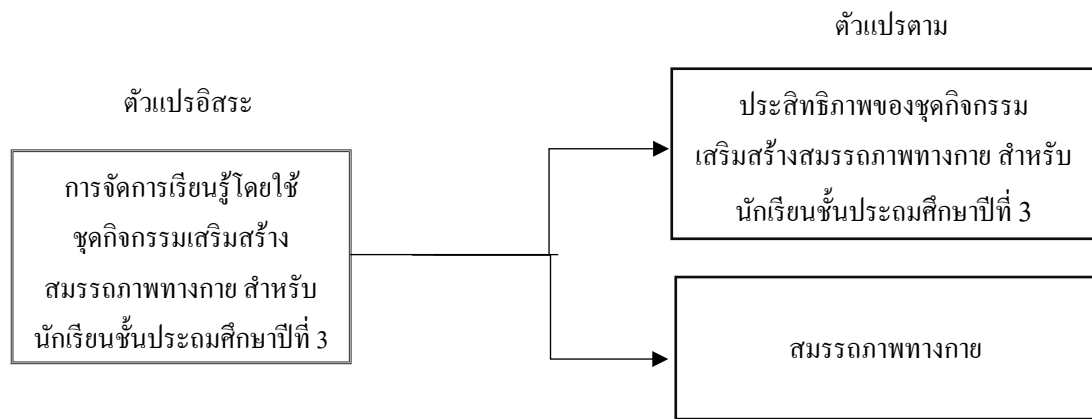 ตัวแปรอิสระ
การจัดการเรียนรู้โดยใช้
ชุดกิจกรรมเสริมสร้าง
สมรรถภาพทางกาย สำหรับ
นักเรียนชั้นประถมศึกษาปีที่ 3
ตัวแปรตาม
ประสิทธิภาพของชุดกิจกรรม
เสริมสร้างสมรรถภาพทางกาย สำหรับ
นักเรียนชั้นประถมศึกษาปีที่ 3
สมรรถภาพทางกาย